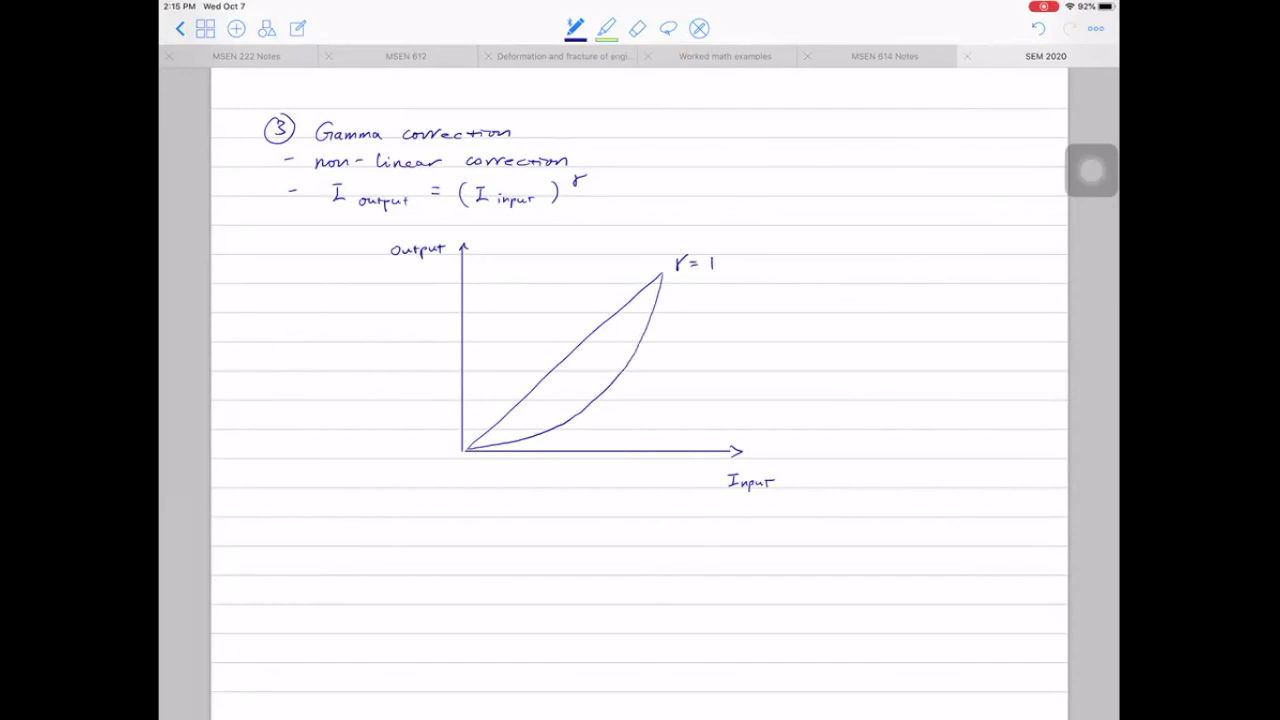 2:15 PM Wed Oct 7
92%
MSEN 222 Notes
MSEN 612
Deformation and fracture of engi...
Worked math examples
MSEN 614 Notes
SEM 2020
③ Gamma correction
- non-linear correction
- I output = (I input)^γ
Output
γ = 1
Input